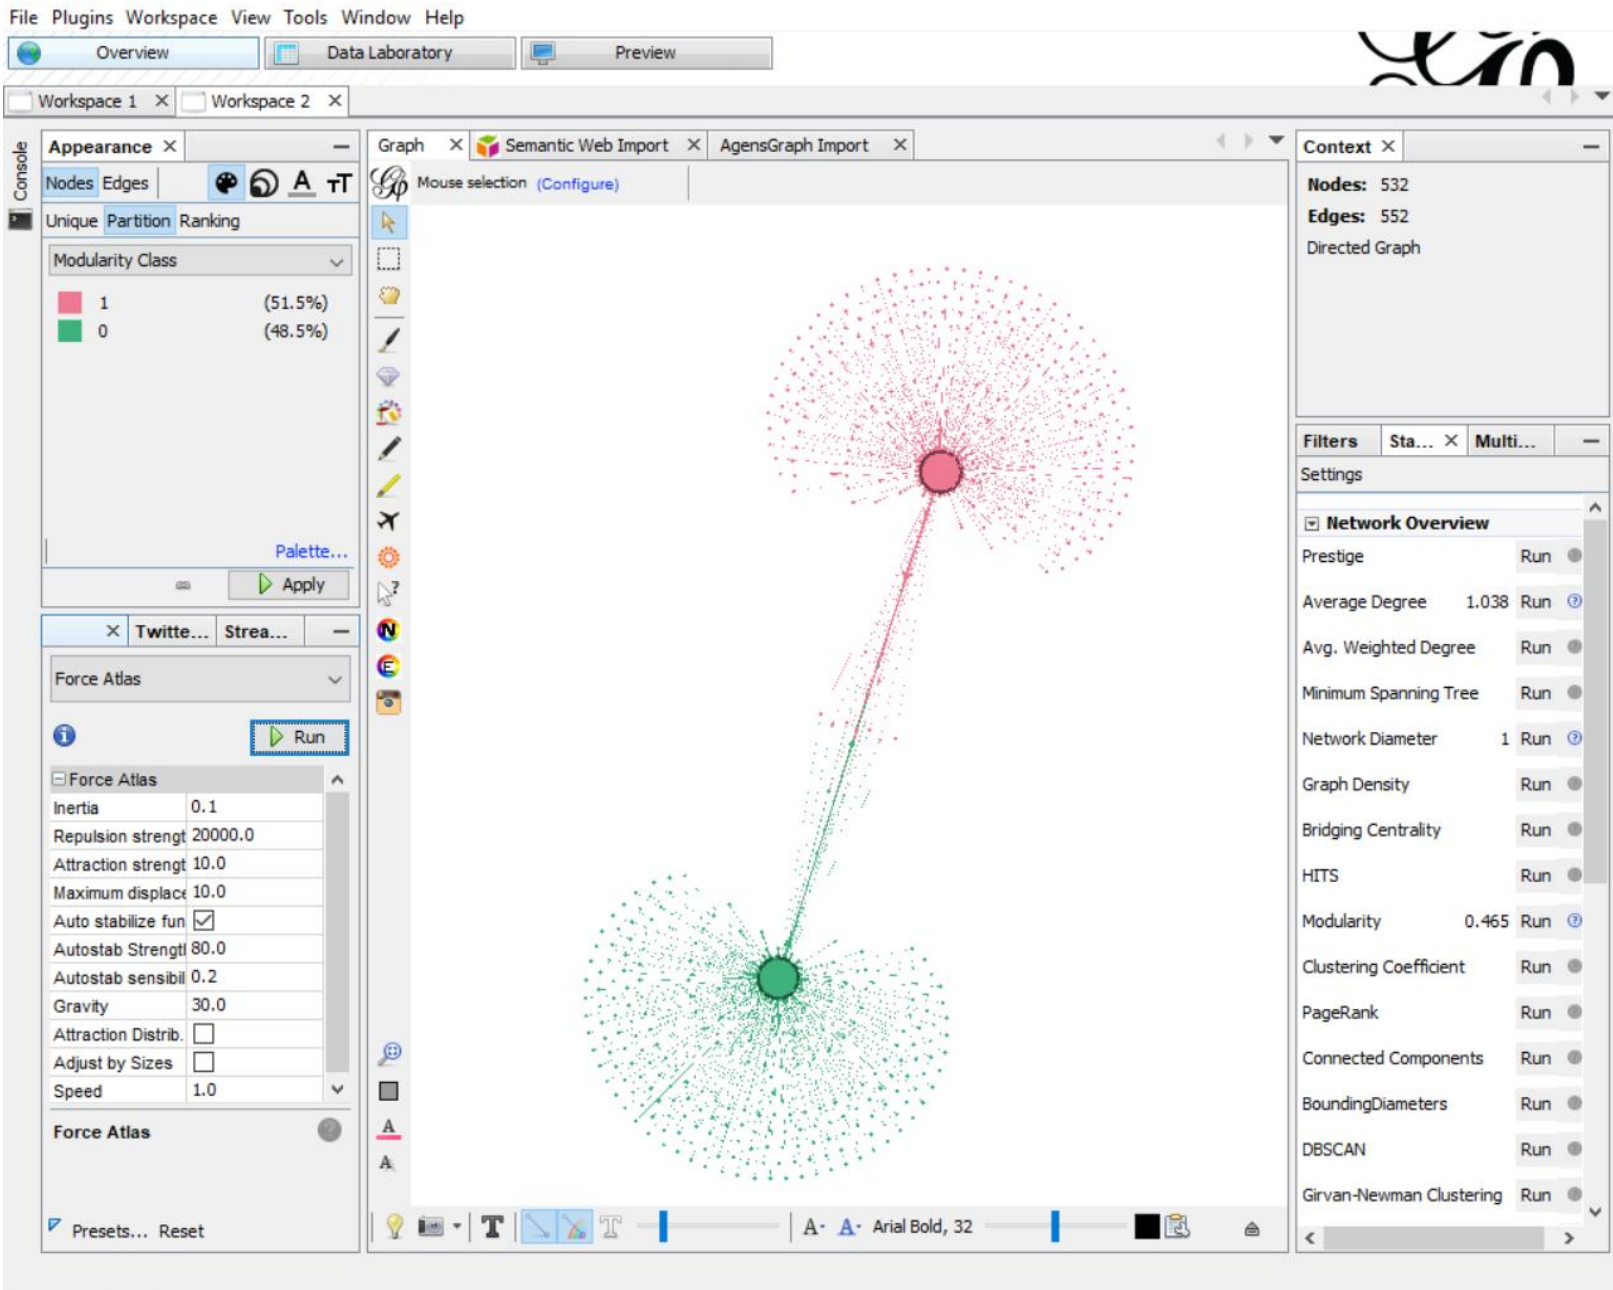 File Plugins Workspace View Tools Window Help
Overview Data Laboratory Preview
Workspace 1 Workspace 2
Console
Appearance
Nodes Edges
Unique Partition Ranking
Modularity Class
1 (51.5%)
0 (48.5%)
Palette...
Apply
Twitte... Strea...
Force Atlas
Run
Force Atlas
Inertia 0.1
Repulsion strengt 20000.0
Attraction strengt 10.0
Maximum displace 10.0
Auto stabilize fun
Autostab Strengtl 80.0
Autostab sensibil 0.2
Gravity 30.0
Attraction Distrib.
Adjust by Sizes
Speed 1.0
Force Atlas
Presets... Reset
Graph Semantic Web Import AgensGraph Import
Mouse selection (Configure)
Arial Bold, 32
Context
Nodes: 532
Edges: 552
Directed Graph
Filters Sta... Multi...
Settings
Network Overview
Prestige Run
Average Degree 1.038 Run
Avg. Weighted Degree Run
Minimum Spanning Tree Run
Network Diameter 1 Run
Graph Density Run
Bridging Centrality Run
HITS Run
Modularity 0.465 Run
Clustering Coefficient Run
PageRank Run
Connected Components Run
BoundingDiameters Run
DBSCAN Run
Girvan-Newman Clustering Run